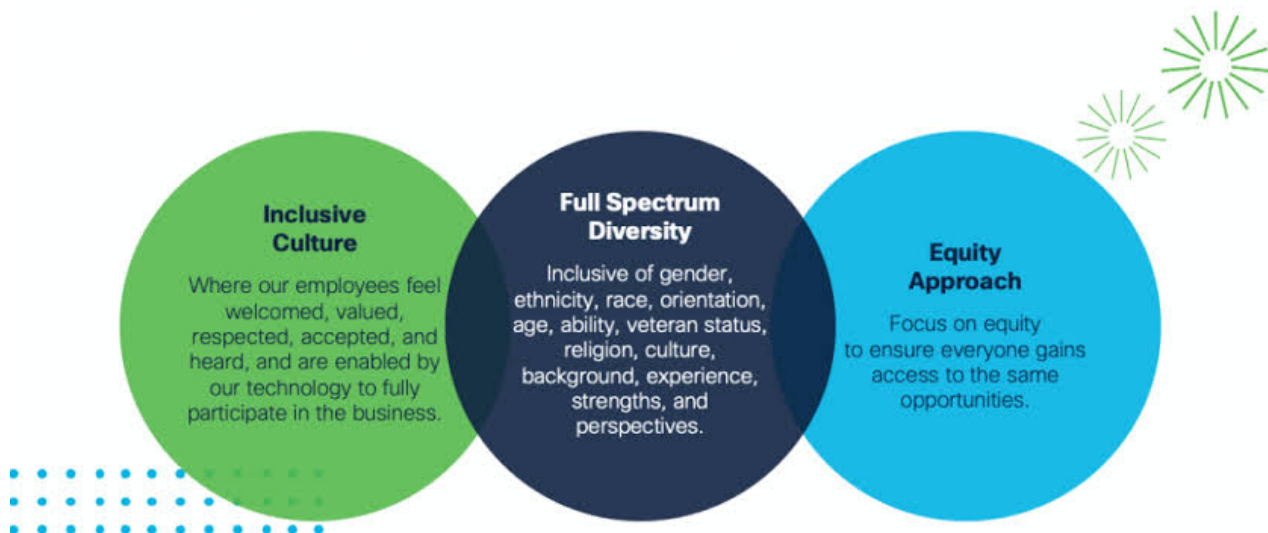 Inclusive
Culture
Where our employees feel
welcomed, valued,
respected, accepted, and
heard, and are enabled by
our technology to fully
participate in the business.
Full Spectrum
Diversity
Inclusive of gender,
ethnicity, race, orientation,
age, ability, veteran status,
religion, culture,
background, experience,
strengths, and
perspectives.
Equity
Approach
Focus on equity
to ensure everyone gains
access to the same
opportunities.